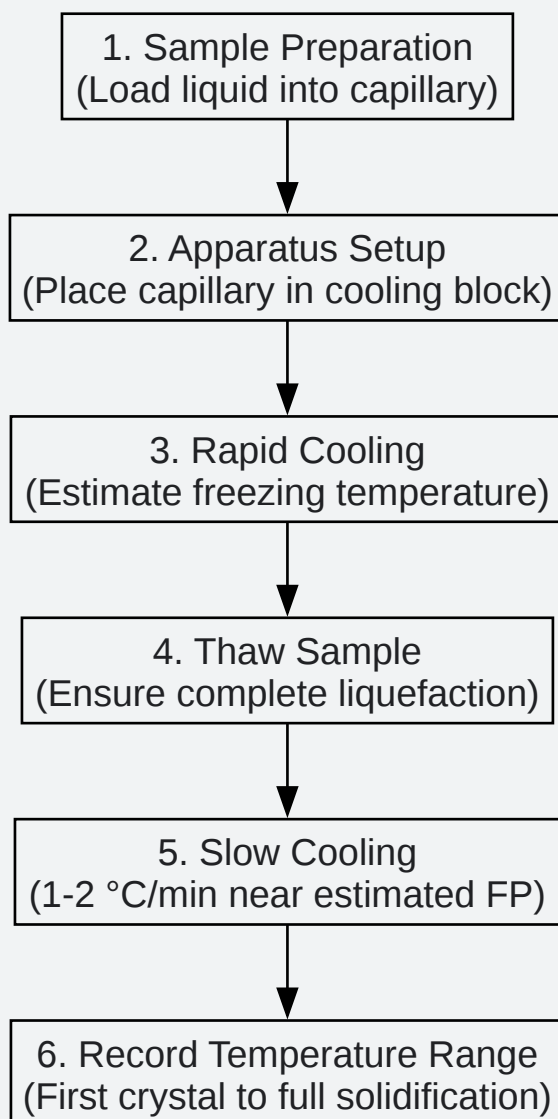 1. Sample Preparation
(Load liquid into capillary)
2. Apparatus Setup
(Place capillary in cooling block)
3. Rapid Cooling
(Estimate freezing temperature)
4. Thaw Sample
(Ensure complete liquefaction)
5. Slow Cooling
(1-2 °C/min near estimated FP)
6. Record Temperature Range
(First crystal to full solidification)